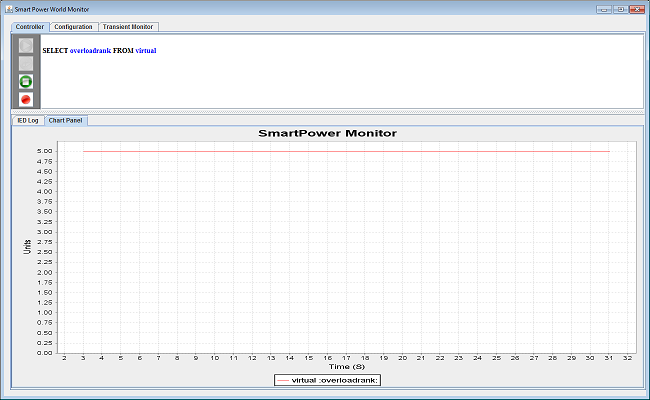 Smart Power World Monitor
Controller Configuration Transient Monitor
SELECT overloadrank FROM virtual
IED Log Chart Panel
SmartPower Monitor
5.00
4.75
4.50
4.25
4.00
3.75
3.50
3.25
3.00
2.75
2.50
2.25
2.00
1.75
1.50
1.25
1.00
0.75
0.50
0.25
0.00
Units
2 3 4 5 6 7 8 9 10 11 12 13 14 15 16 17 18 19 20 21 22 23 24 25 26 27 28 29 30 31 32
Time (S)
virtual :overloadrank: